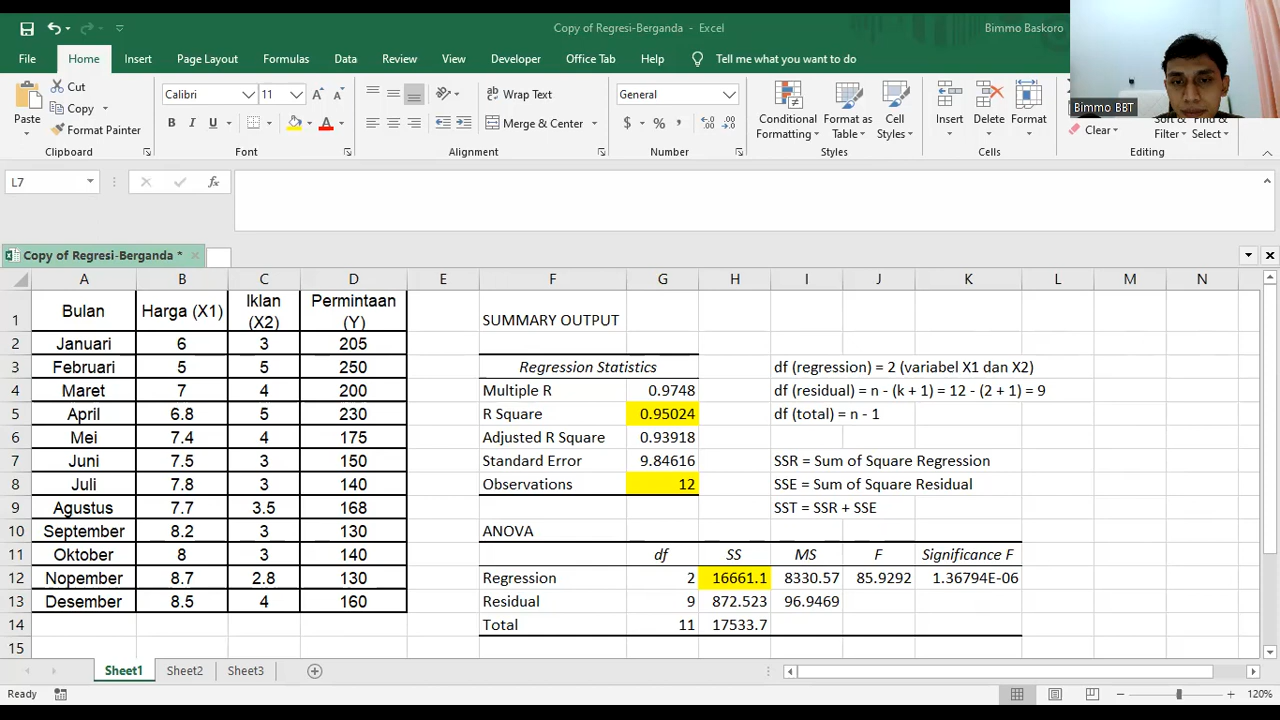 Copy of Regresi-Berganda - Excel
Bimmo Baskoro
File Home Insert Page Layout Formulas Data Review View Developer Office Tab Help Tell me what you want to do
Bimmo BBT
Paste
Cut
Copy
Format Painter
Clipboard
Calibri 11
B I U
Font
Wrap Text
Merge & Center
Alignment
General
$ % ,
Number
Conditional Formatting
Format as Table
Cell Styles
Styles
Insert Delete Format
Cells
Sort & Filter
Find & Select
Clear
Editing
L7
fx
Copy of Regresi-Berganda *
A B C D E F G H I J K L M N
1 Bulan Harga (X1) Iklan (X2) Permintaan (Y) SUMMARY OUTPUT
2 Januari 6 3 205
3 Februari 5 5 250 Regression Statistics df (regression) = 2 (variabel X1 dan X2)
4 Maret 7 4 200 Multiple R 0.9748 df (residual) = n - (k + 1) = 12 - (2 + 1) = 9
5 April 6.8 5 230 R Square 0.95024 df (total) = n - 1
6 Mei 7.4 4 175 Adjusted R Square 0.93918
7 Juni 7.5 3 150 Standard Error 9.84616 SSR = Sum of Square Regression
8 Juli 7.8 3 140 Observations 12 SSE = Sum of Square Residual
9 Agustus 7.7 3.5 168 SST = SSR + SSE
10 September 8.2 3 130 ANOVA
11 Oktober 8 3 140 df SS MS F Significance F
12 Nopember 8.7 2.8 130 Regression 2 16661.1 8330.57 85.9292 1.36794E-06
13 Desember 8.5 4 160 Residual 9 872.523 96.9469
14 Total 11 17533.7
15
Sheet1 Sheet2 Sheet3
Ready
120%